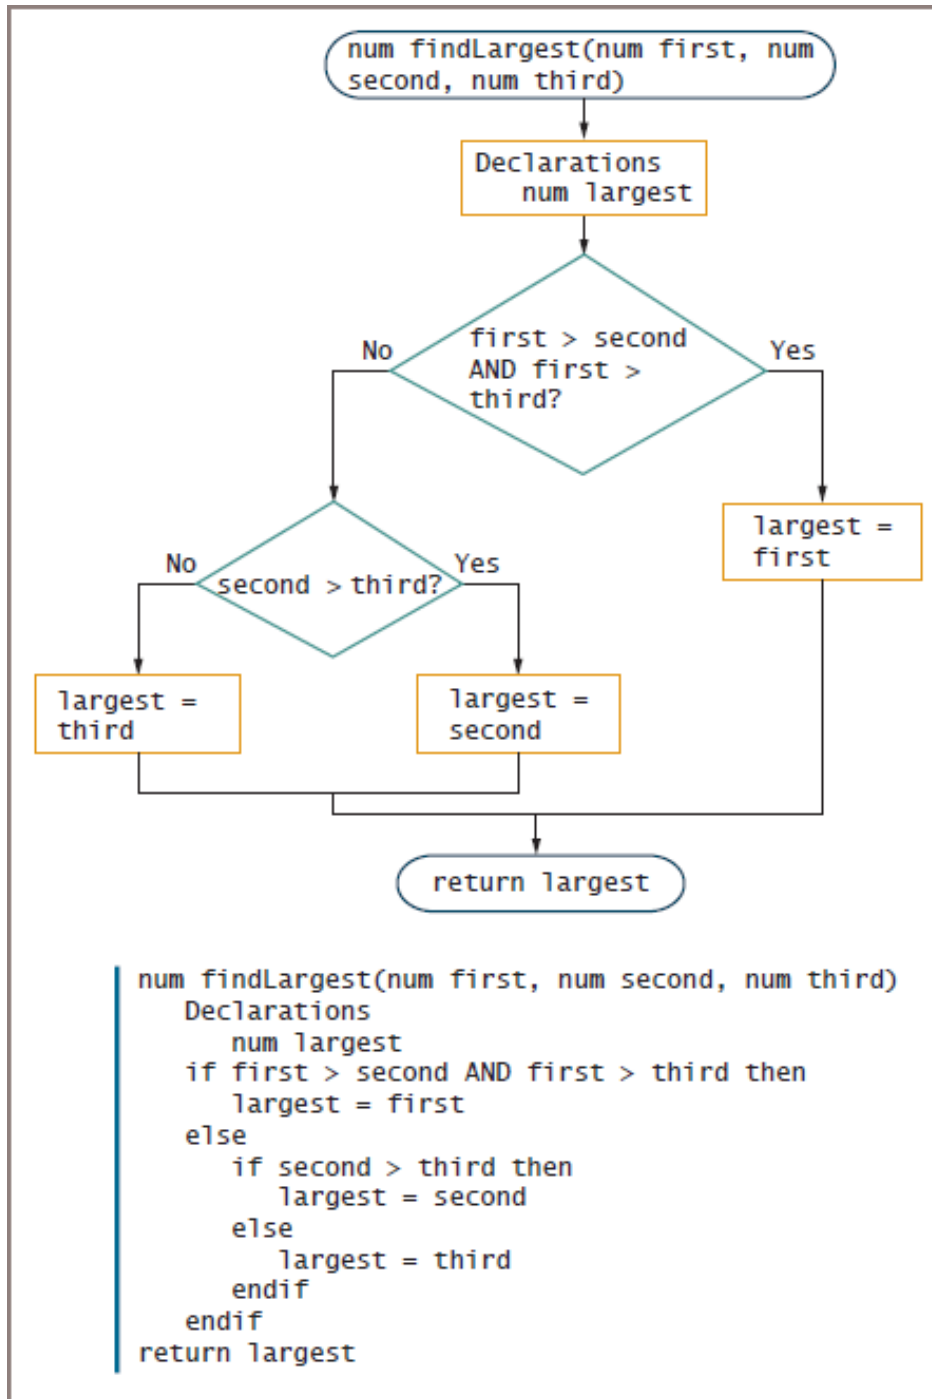 num findLargest(num first, num
second, num third)
Declarations
num largest
first > second
AND first >
third?
No
Yes
largest =
first
second > third?
No
Yes
largest =
third
largest =
second
return largest
num findLargest(num first, num second, num third)
Declarations
num largest
if first > second AND first > third then
largest = first
else
if second > third then
largest = second
else
largest = third
endif
endif
return largest